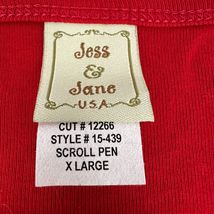 Jess
&
Jane
U.S.A.
CUT # 12266
STYLE # 15-439
SCROLL PEN
X LARGE